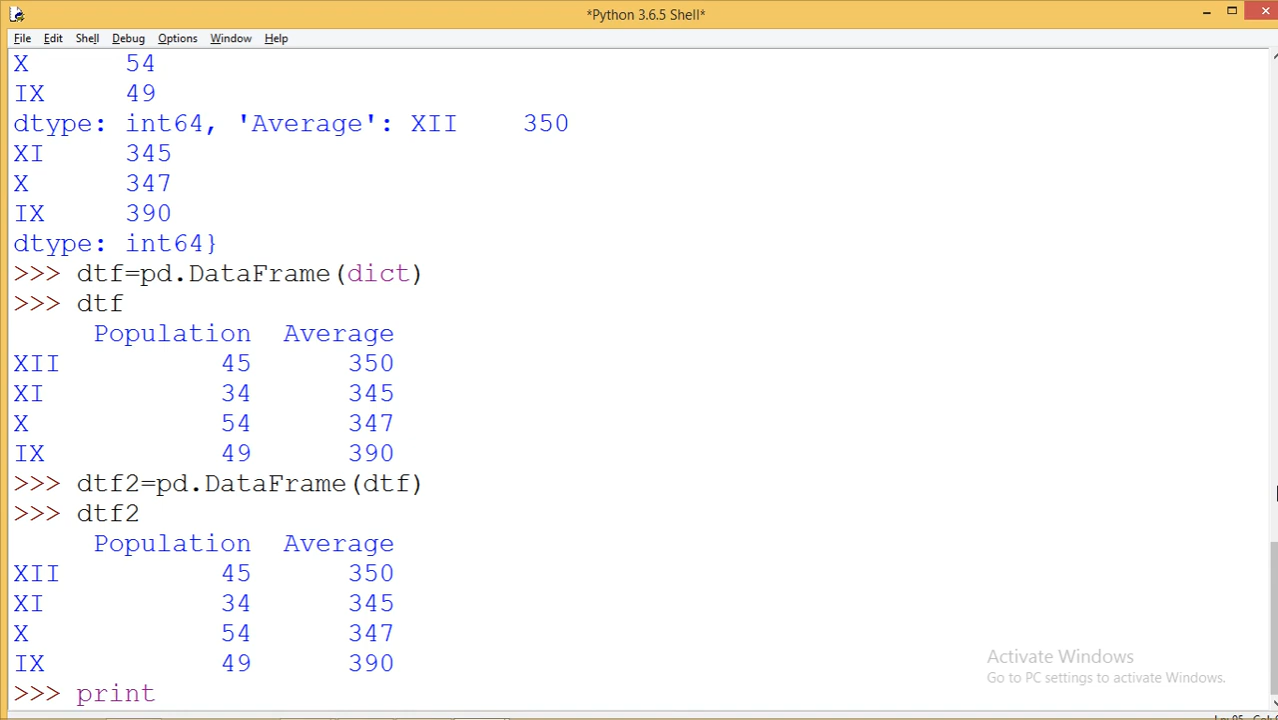 *Python 3.6.5 Shell*
File Edit Shell Debug Options Window Help
X 54
IX 49
dtype: int64, 'Average': XII 350
XI 345
X 347
IX 390
dtype: int64}
>>> dtf=pd.DataFrame(dict)
>>> dtf
Population Average
XII 45 350
XI 34 345
X 54 347
IX 49 390
>>> dtf2=pd.DataFrame(dtf)
>>> dtf2
Population Average
XII 45 350
XI 34 345
X 54 347
IX 49 390
>>> print
Activate Windows
Go to PC settings to activate Windows.